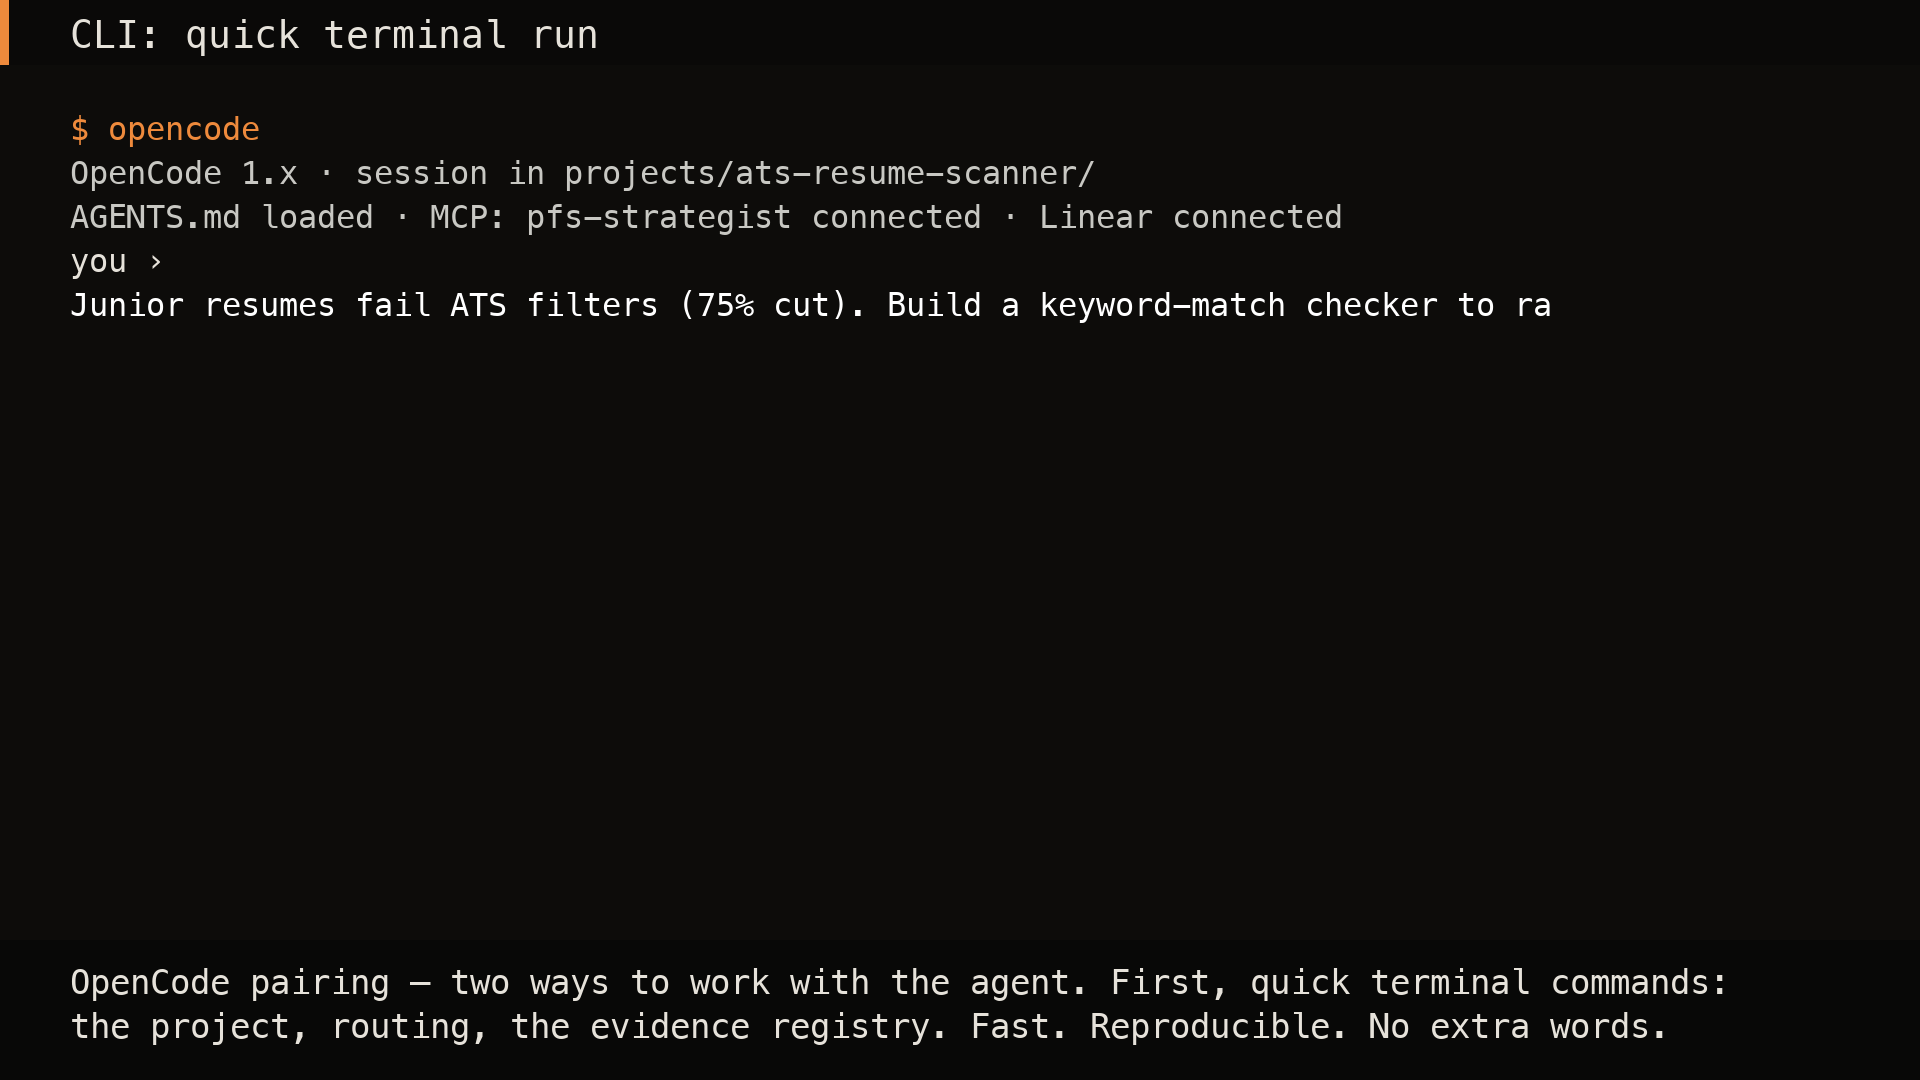 CLI: quick terminal run
$ opencode
OpenCode 1.x · session in projects/ats-resume-scanner/
AGENTS.md loaded · MCP: pfs-strategist connected · Linear connected
you ›
Junior resumes fail ATS filters (75% cut). Build a keyword-match checker to ra
OpenCode pairing — two ways to work with the agent. First, quick terminal commands:
the project, routing, the evidence registry. Fast. Reproducible. No extra words.